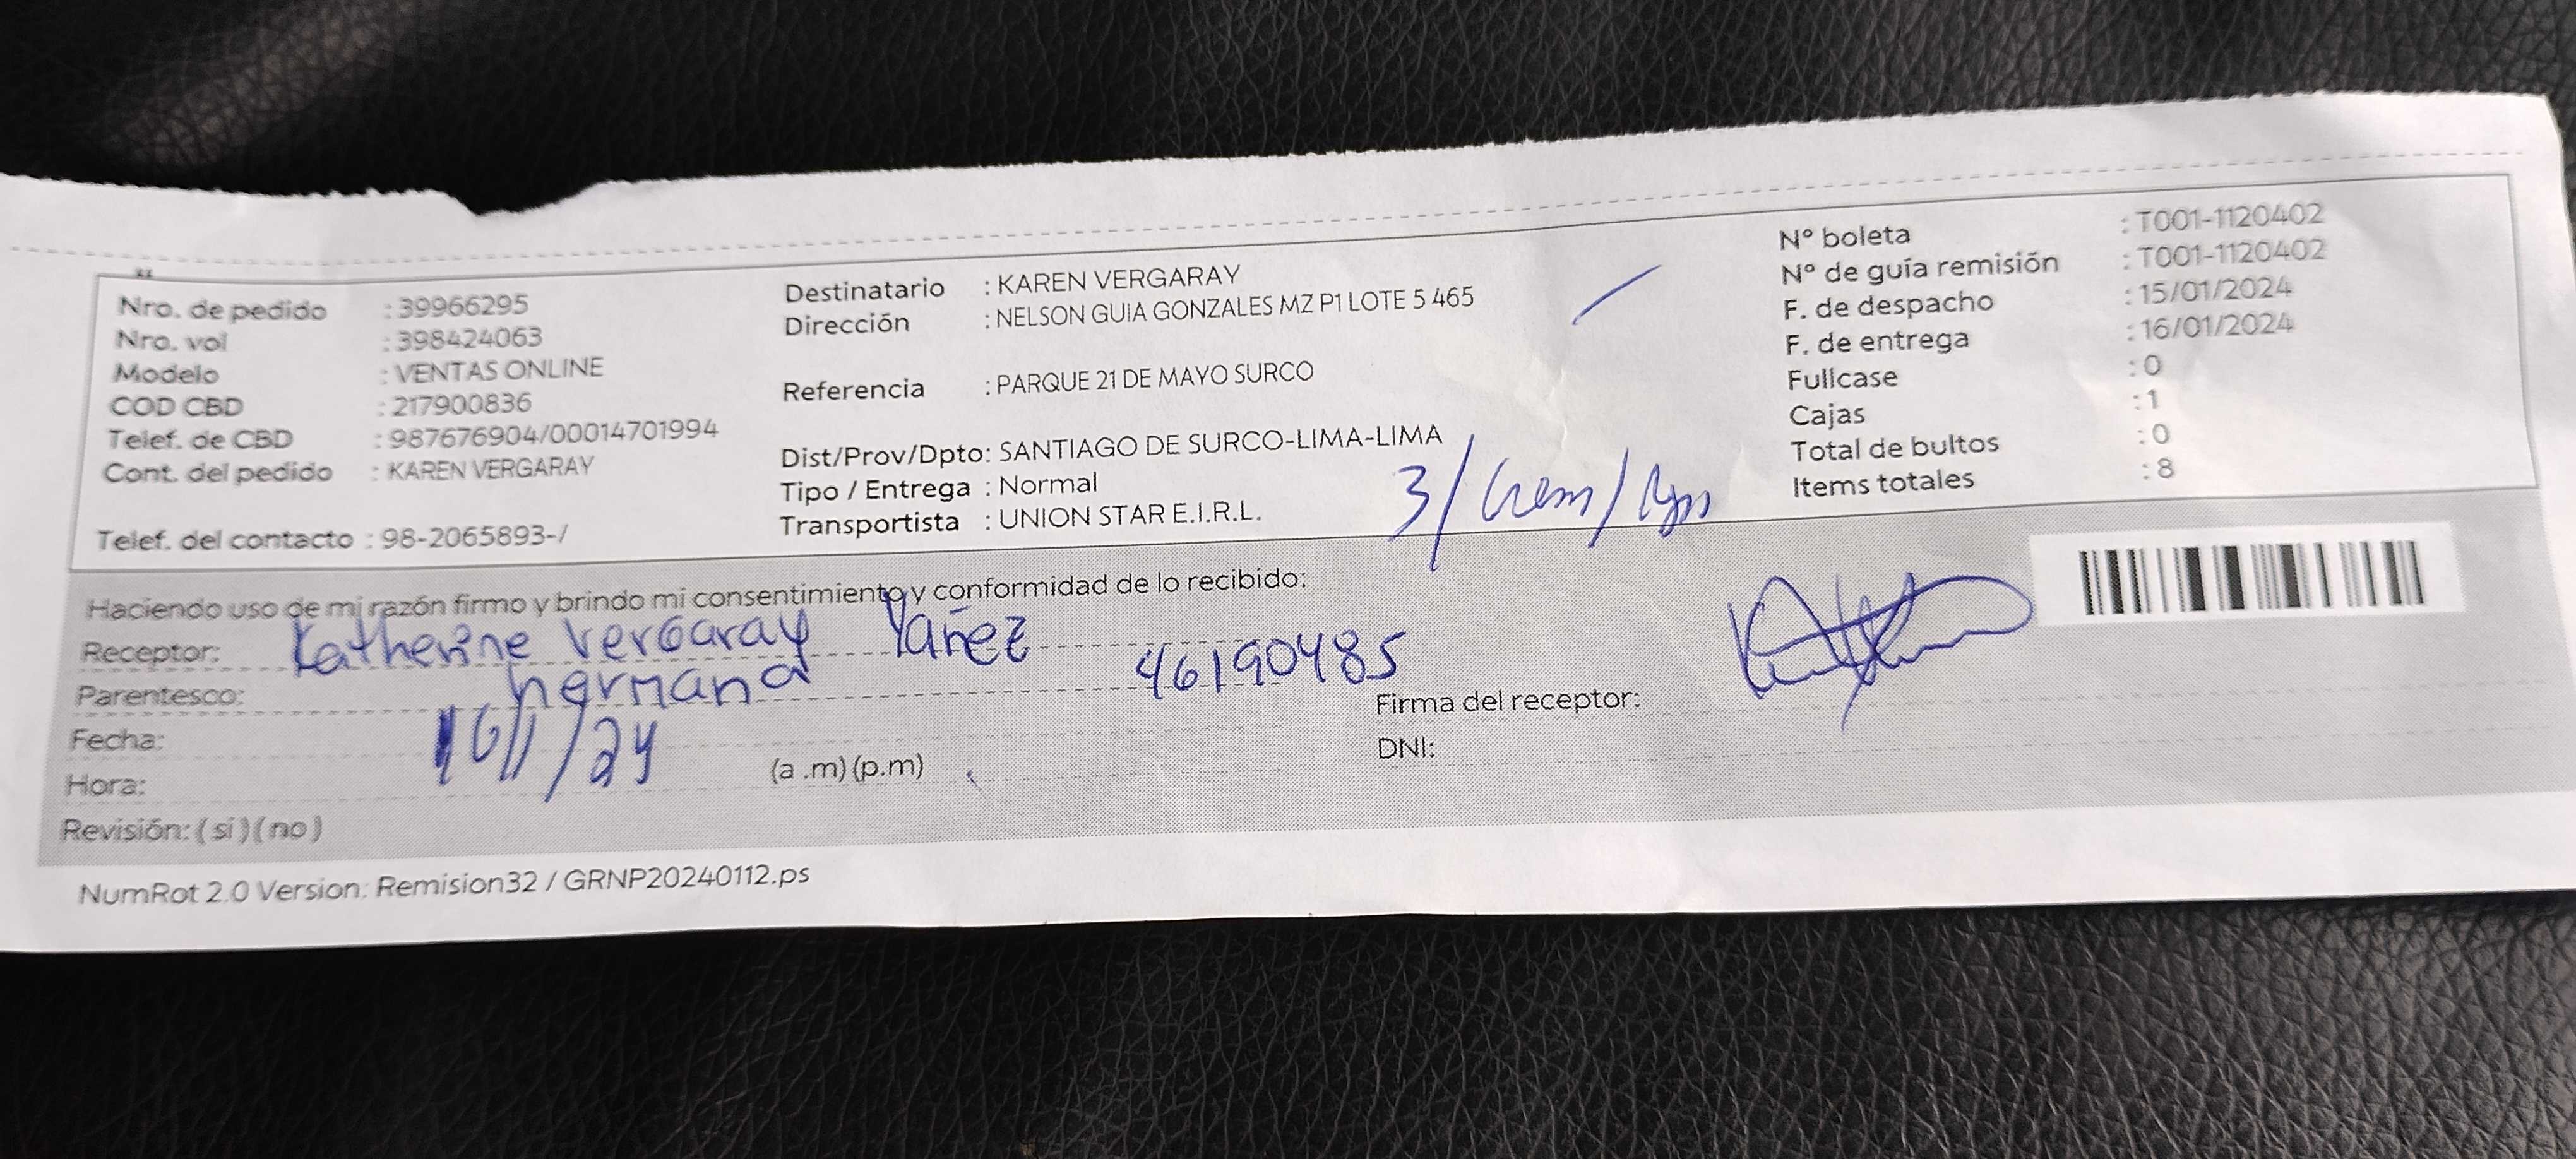 Nro. de pedido : 39966295
Nro. vol : 398424063
Modelo : VENTAS ONLINE
COD CBD : 217900836
Telef. de CBD : 987676904/00014701994
Cont. del pedido : KAREN VERGARAY
Telef. del contacto : 98-2065893-/
Destinatario : KAREN VERGARAY
Dirección : NELSON GUIA GONZALES MZ P1 LOTE 5 465
Referencia : PARQUE 21 DE MAYO SURCO
Dist/Prov/Dpto: SANTIAGO DE SURCO-LIMA-LIMA
Tipo / Entrega : Normal
Transportista : UNION STAR E.I.R.L.
3/
N° boleta : T001-1120402
N° de guía remisión : T001-1120402
F. de despacho : 15/01/2024
F. de entrega : 16/01/2024
Fullcase : 0
Cajas : 1
Total de bultos : 0
Items totales : 8
Haciendo uso de mi razón firmo y brindo mi consentimiento y conformidad de lo recibido:
Receptor: Katherine Vergaray Yañez
Parentesco: hermana 46190485
Fecha: 16/1/24
Hora: (a .m) (p.m)
Revisión: ( si ) ( no )
Firma del receptor:
DNI:
NumRot 2.0 Version: Remision32 / GRNP20240112.ps